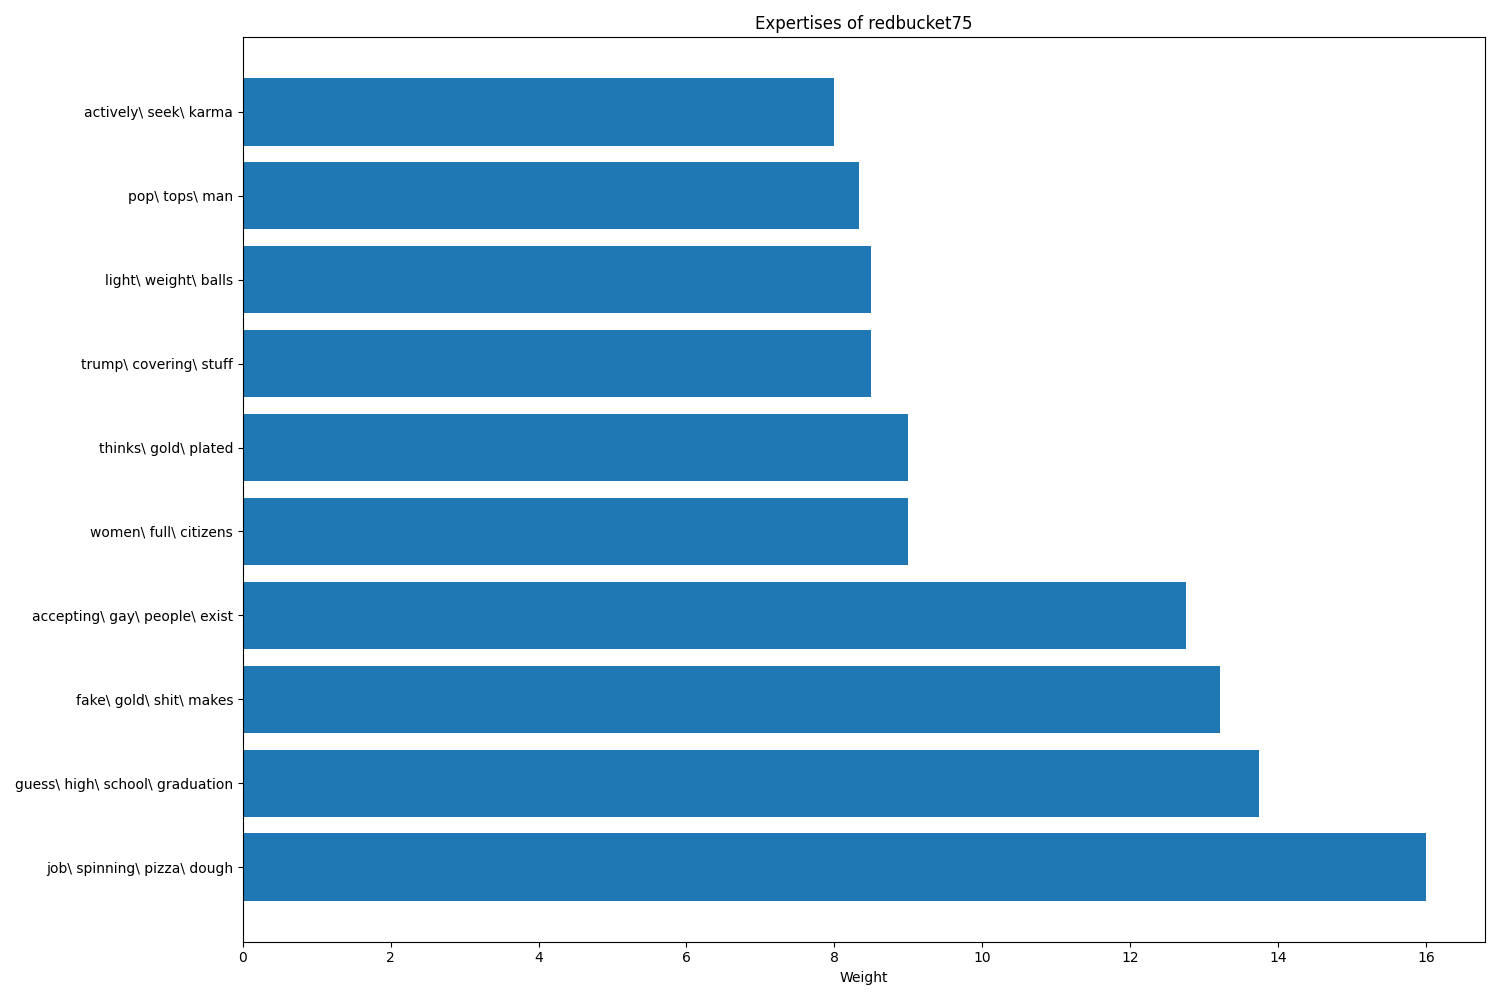 Expertises of redbucket75
actively\ seek\ karma
pop\ tops\ man
light\ weight\ balls
trump\ covering\ stuff
thinks\ gold\ plated
women\ full\ citizens
accepting\ gay\ people\ exist
fake\ gold\ shit\ makes
guess\ high\ school\ graduation
job\ spinning\ pizza\ dough
0 2 4 6 8 10 12 14 16
Weight